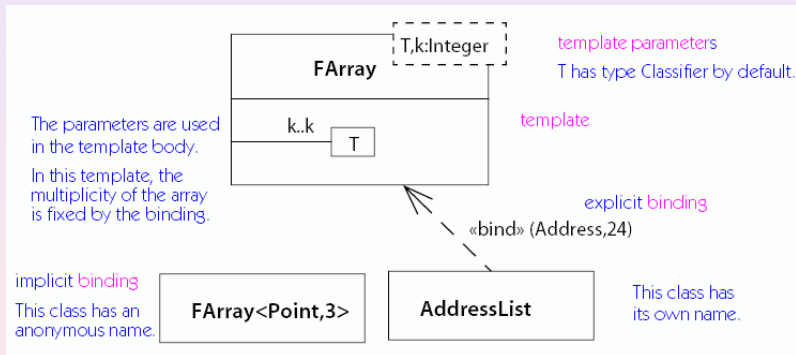 T,k:Integer
template parameters
FArray
T has type Classifier by default.
The parameters are used
in the template body.
k..k
T
template
In this template, the
multiplicity of the array
is fixed by the binding.
explicit binding
«bind» (Address,24)
implicit binding
This class has an
anonymous name.
FArray<Point,3>
AddressList
This class has
its own name.